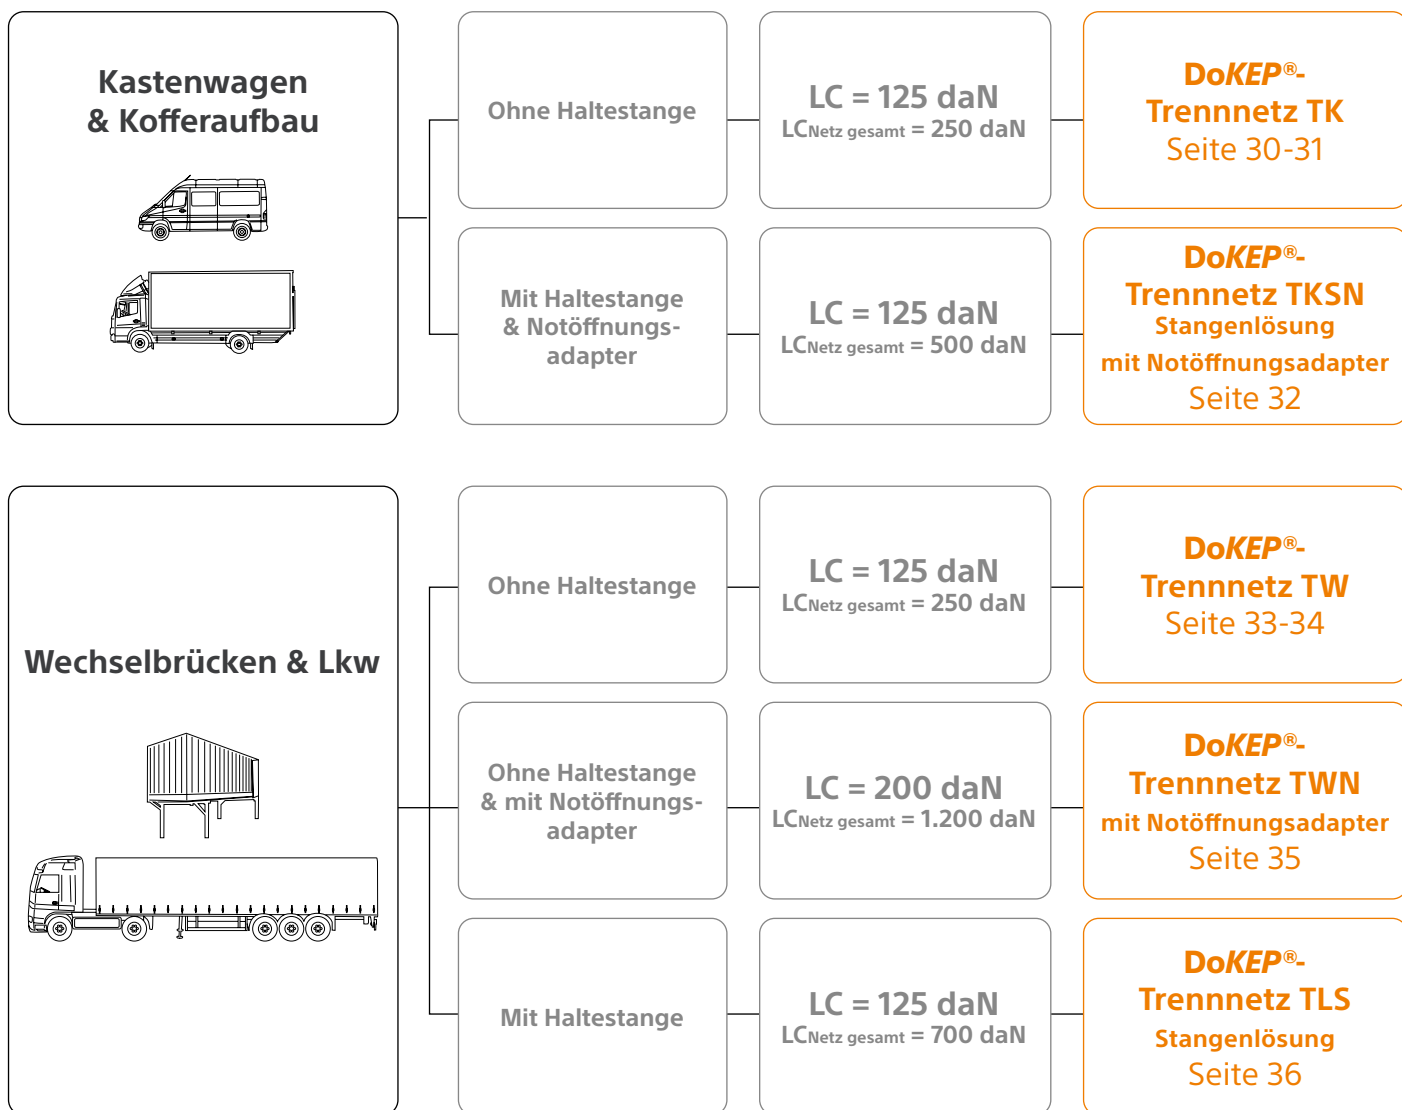 Kastenwagen
& Kofferaufbau
Ohne Haltestange
LC = 125 daN
LCNetz gesamt = 250 daN
DoKEP®-
Trennnetz TK
Seite 30-31
Mit Haltestange
& Notöffnungs-
adapter
LC = 125 daN
LCNetz gesamt = 500 daN
DoKEP®-
Trennnetz TKSN
Stangenlösung
mit Notöffnungsadapter
Seite 32
Wechselbrücken & Lkw
Ohne Haltestange
LC = 125 daN
LCNetz gesamt = 250 daN
DoKEP®-
Trennnetz TW
Seite 33-34
Ohne Haltestange
& mit Notöffnungs-
adapter
LC = 200 daN
LCNetz gesamt = 1.200 daN
DoKEP®-
Trennnetz TWN
mit Notöffnungsadapter
Seite 35
Mit Haltestange
LC = 125 daN
LCNetz gesamt = 700 daN
DoKEP®-
Trennnetz TLS
Stangenlösung
Seite 36